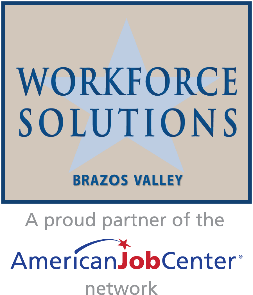 WORKFORCE
SOLUTIONS
BRAZOS VALLEY
A proud partner of the
AmericanJobCenter®
network